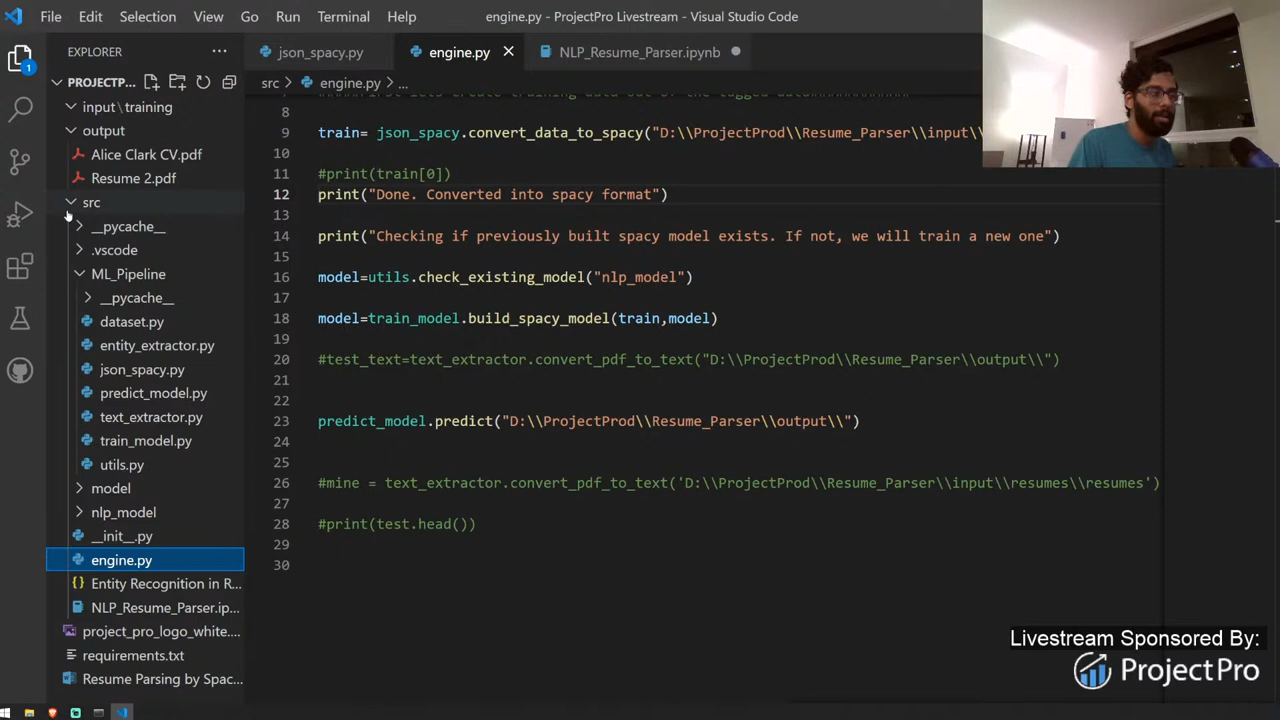 File Edit Selection View Go Run Terminal Help engine.py - ProjectPro Livestream - Visual Studio Code
EXPLORER ...
json_spacy.py engine.py NLP_Resume_Parser.ipynb
PROJECTP...
src > engine.py > ...
input\training
output
Alice Clark CV.pdf
Resume 2.pdf
src
__pycache__
.vscode
ML_Pipeline
__pycache__
dataset.py
entity_extractor.py
json_spacy.py
predict_model.py
text_extractor.py
train_model.py
utils.py
model
nlp_model
__init__.py
engine.py
Entity Recognition in R...
NLP_Resume_Parser.ip...
project_pro_logo_white....
requirements.txt
Resume Parsing by Spac...
1
8
9 train= json_spacy.convert_data_to_spacy("D:\\ProjectProd\\Resume_Parser\\input\
10
11 #print(train[0])
12 print("Done. Converted into spacy format")
13
14 print("Checking if previously built spacy model exists. If not, we will train a new one")
15
16 model=utils.check_existing_model("nlp_model")
17
18 model=train_model.build_spacy_model(train,model)
19
20 #test_text=text_extractor.convert_pdf_to_text("D:\\ProjectProd\\Resume_Parser\\output\\")
21
22
23 predict_model.predict("D:\\ProjectProd\\Resume_Parser\\output\\")
24
25
26 #mine = text_extractor.convert_pdf_to_text('D:\\ProjectProd\\Resume_Parser\\input\\resumes\\resumes')
27
28 #print(test.head())
29
30
Livestream Sponsored By:
ProjectPro